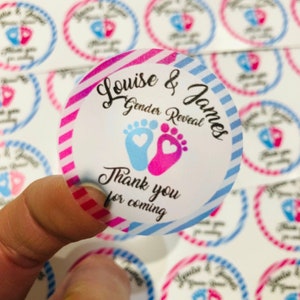 Louise & James
Gender Reveal
Thank you
for coming